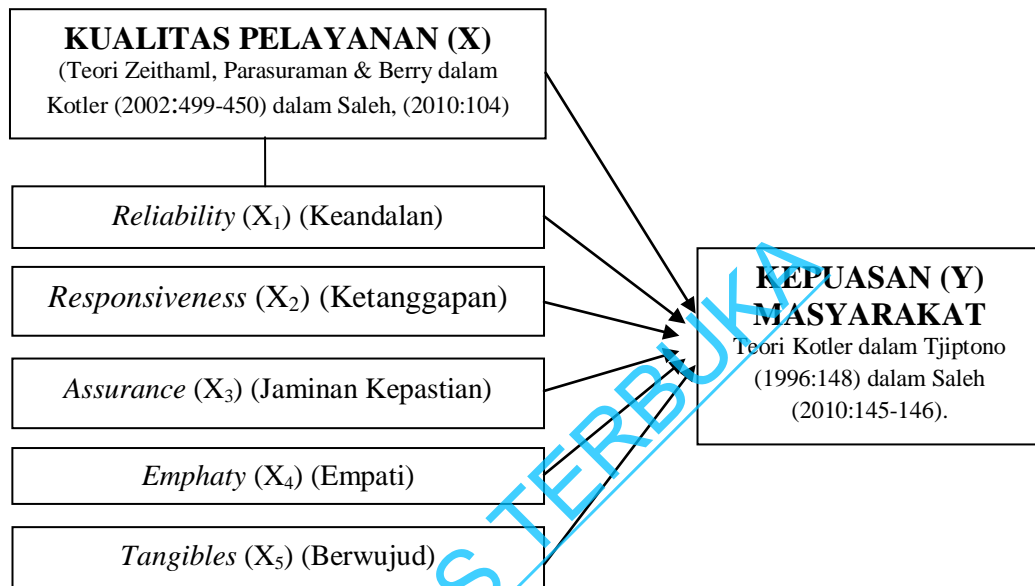 KUALITAS PELAYANAN (X)
(Teori Zeithaml, Parasuraman & Berry dalam
Kotler (2002:499-450) dalam Saleh, (2010:104)
Reliability (X₁) (Keandalan)
Responsiveness (X₂) (Ketanggapan)
Assurance (X₃) (Jaminan Kepastian)
Emphaty (X₄) (Empati)
Tangibles (X₅) (Berwujud)
KEPUASAN (Y)
MASYARAKAT
Teori Kotler dalam Tjiptono
(1996:148) dalam Saleh
(2010:145-146).
S TERBUKA